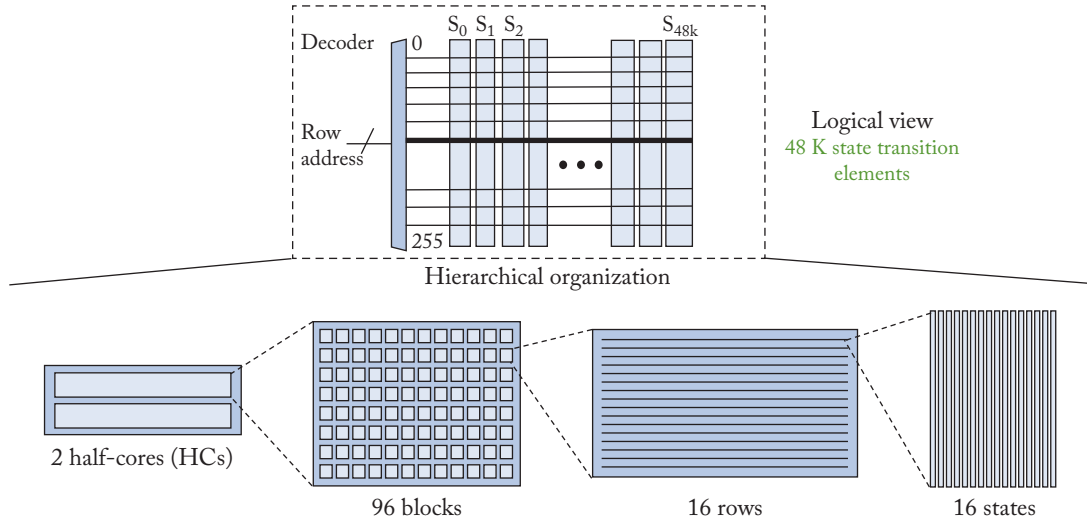 S0 S1 S2 S48k
Decoder 0
Row
address
255
Logical view
48 K state transition
elements
Hierarchical organization
2 half-cores (HCs)
96 blocks
16 rows
16 states